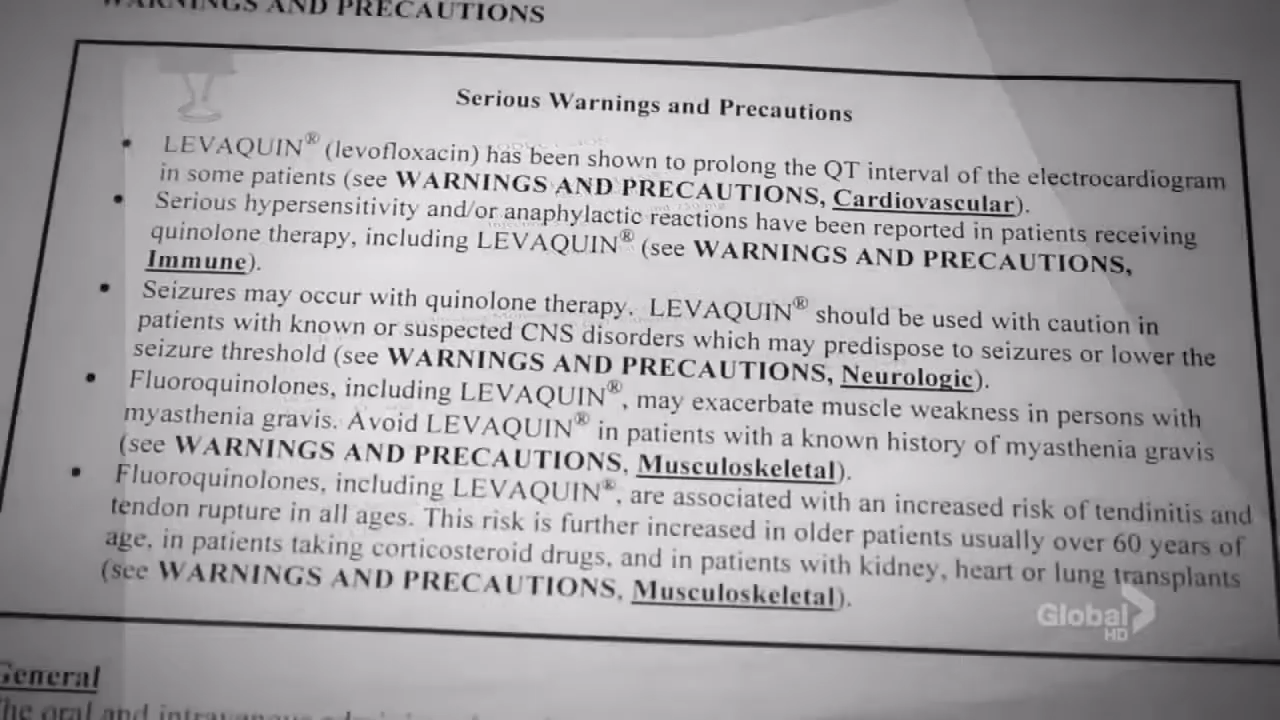 WARNINGS AND PRECAUTIONS
Serious Warnings and Precautions
• LEVAQUIN® (levofloxacin) has been shown to prolong the QT interval of the electrocardiogram
in some patients (see WARNINGS AND PRECAUTIONS, Cardiovascular).
• Serious hypersensitivity and/or anaphylactic reactions have been reported in patients receiving
quinolone therapy, including LEVAQUIN® (see WARNINGS AND PRECAUTIONS,
Immune).
• Seizures may occur with quinolone therapy. LEVAQUIN® should be used with caution in
patients with known or suspected CNS disorders which may predispose to seizures or lower the
seizure threshold (see WARNINGS AND PRECAUTIONS, Neurologic).
• Fluoroquinolones, including LEVAQUIN®, may exacerbate muscle weakness in persons with
myasthenia gravis. Avoid LEVAQUIN® in patients with a known history of myasthenia gravis
(see WARNINGS AND PRECAUTIONS, Musculoskeletal).
• Fluoroquinolones, including LEVAQUIN®, are associated with an increased risk of tendinitis and
tendon rupture in all ages. This risk is further increased in older patients usually over 60 years of
age, in patients taking corticosteroid drugs, and in patients with kidney, heart or lung transplants
(see WARNINGS AND PRECAUTIONS, Musculoskeletal).
Global
HD
General
The oral and